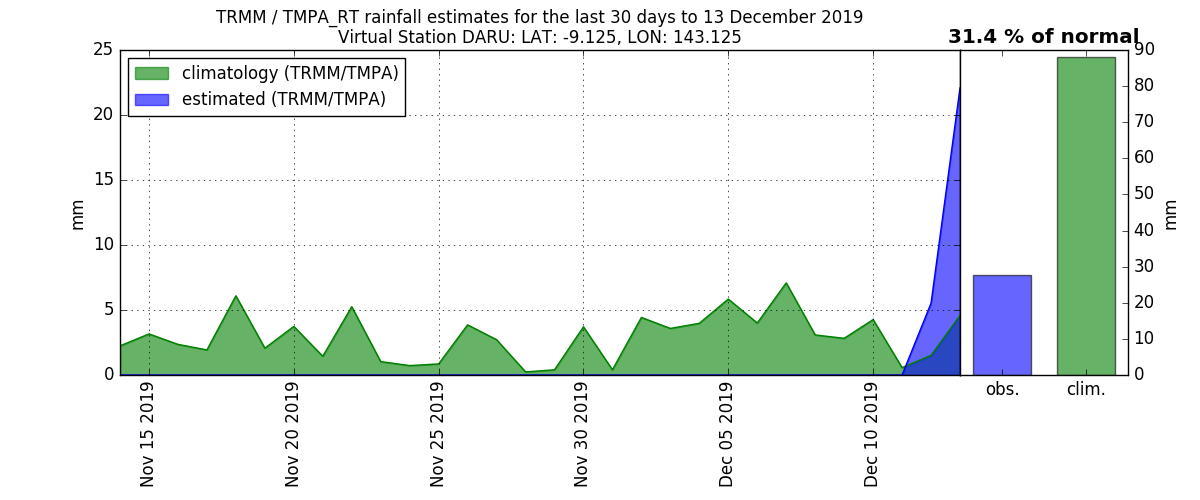 TRMM / TMPA_RT rainfall estimates for the last 30 days to 13 December 2019
Virtual Station DARU: LAT: -9.125, LON: 143.125
31.4 % of normal
climatology (TRMM/TMPA)
estimated (TRMM/TMPA)
25
20
15
10
5
0
mm
Nov 15 2019
Nov 20 2019
Nov 25 2019
Nov 30 2019
Dec 05 2019
Dec 10 2019
obs.
clim.
90
80
70
60
50
40
30
20
10
0
mm